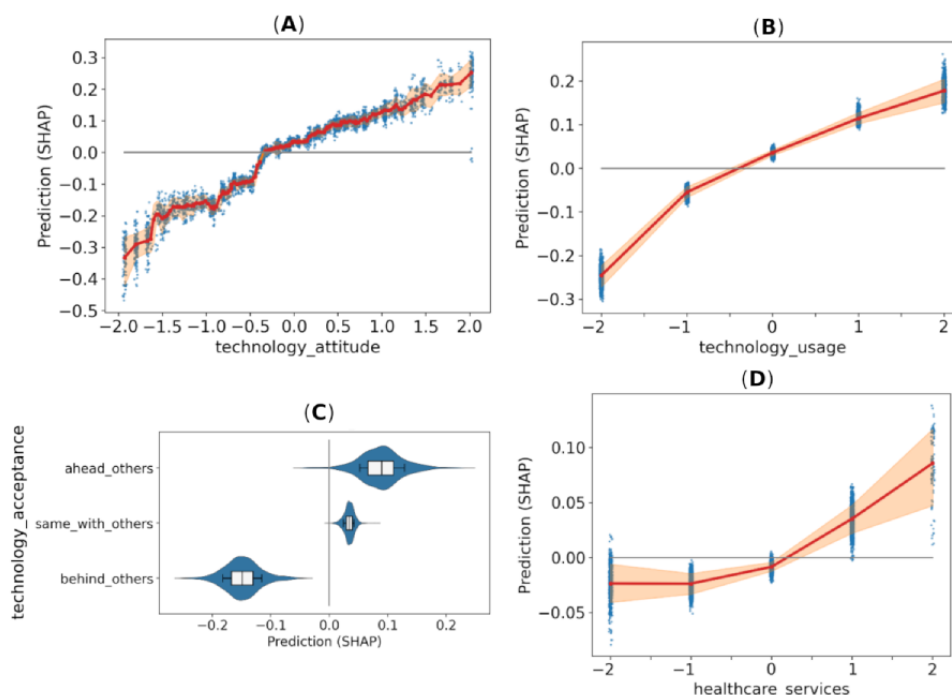 (A)
Prediction (SHAP)
0.3
0.2
0.1
0.0
−0.1
−0.2
−0.3
−0.4
−0.5
−2.0 −1.5 −1.0 −0.5 0.0 0.5 1.0 1.5 2.0
technology_attitude
(B)
Prediction (SHAP)
0.2
0.1
0.0
−0.1
−0.2
−0.3
−2 −1 0 1 2
technology_usage
(C)
technology_acceptance
ahead_others
same_with_others
behind_others
−0.2 −0.1 0.0 0.1 0.2
Prediction (SHAP)
(D)
Prediction (SHAP)
0.10
0.05
0.00
−0.05
−2 −1 0 1 2
healthcare_services